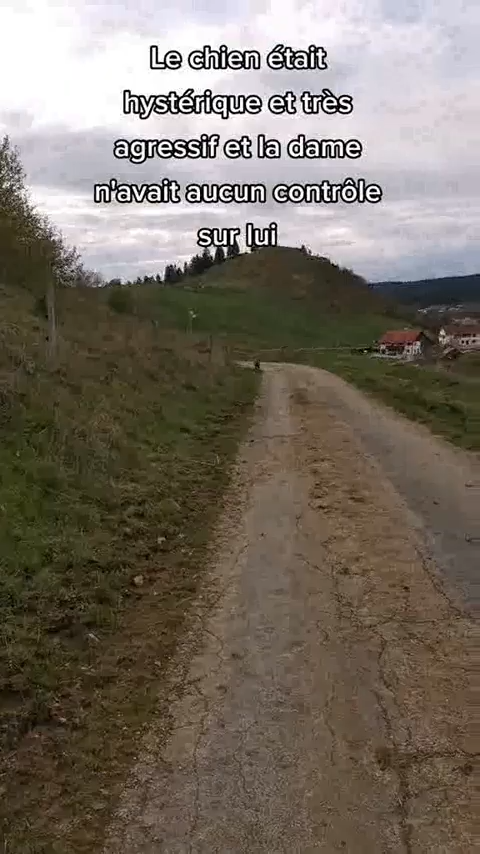 Le chien était
hystérique et très
agressif et la dame
n'avait aucun contrôle
sur lui